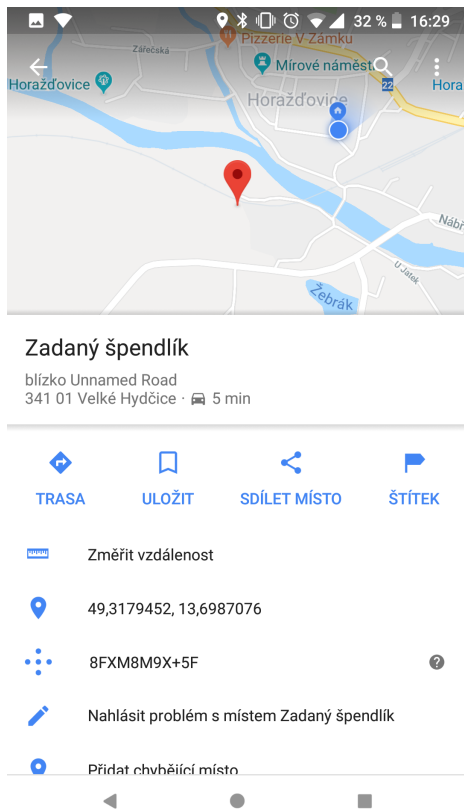 32 % 16:29
Pizzerie V Zámku
Zářečská
Mírové náměst
Horažďovice
22
Hora
Horažďovice
Nábř
U Jatek
Žebrák
Zadaný špendlík
blízko Unnamed Road
341 01 Velké Hydčice · 5 min
TRASA ULOŽIT SDÍLET MÍSTO ŠTÍTEK
Změřit vzdálenost
49,3179452, 13,6987076
8FXM8M9X+5F
Nahlásit problém s místem Zadaný špendlík
Přidat chybějící místo